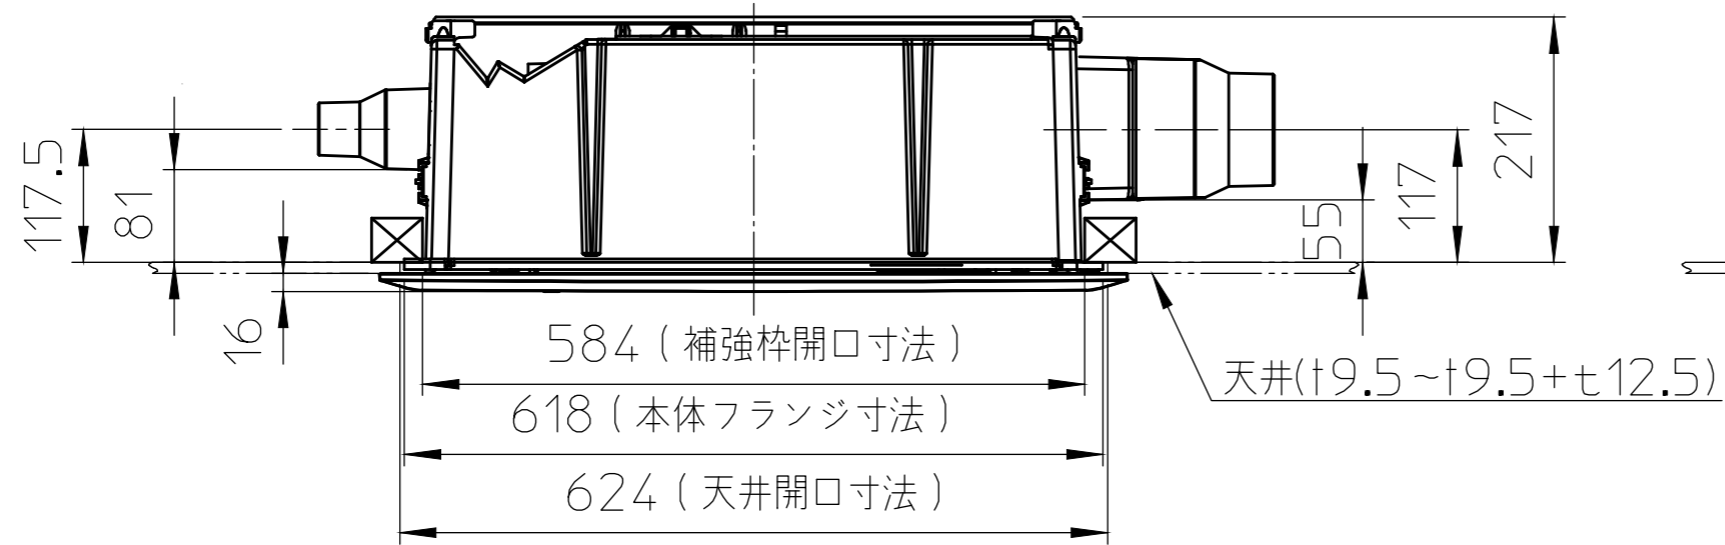 117.5
81
16
217
117
55
584 ( 補強枠開口寸法 )
618 ( 本体フランジ寸法 )
624 ( 天井開口寸法 )
天井(t9.5~t9.5+t12.5)